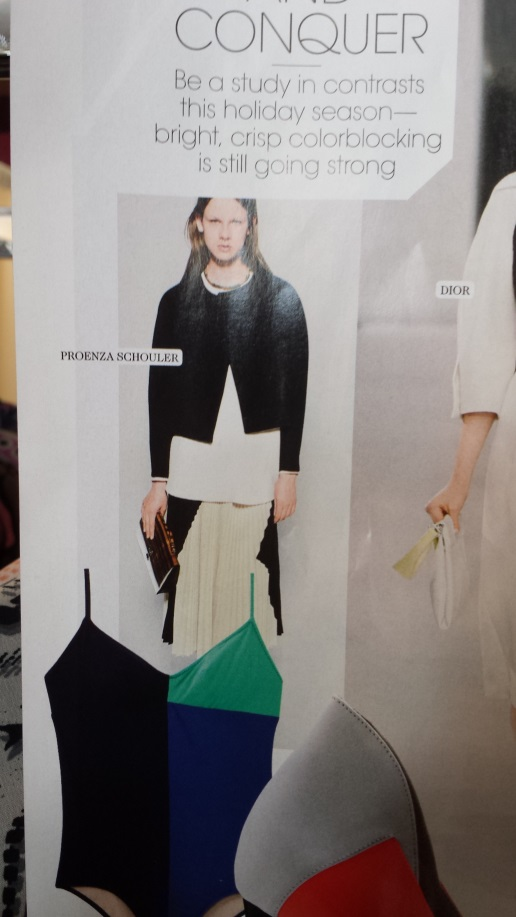 CONQUER
Be a study in contrasts
this holiday season—
bright, crisp colorblocking
is still going strong
DIOR
PROENZA SCHOULER